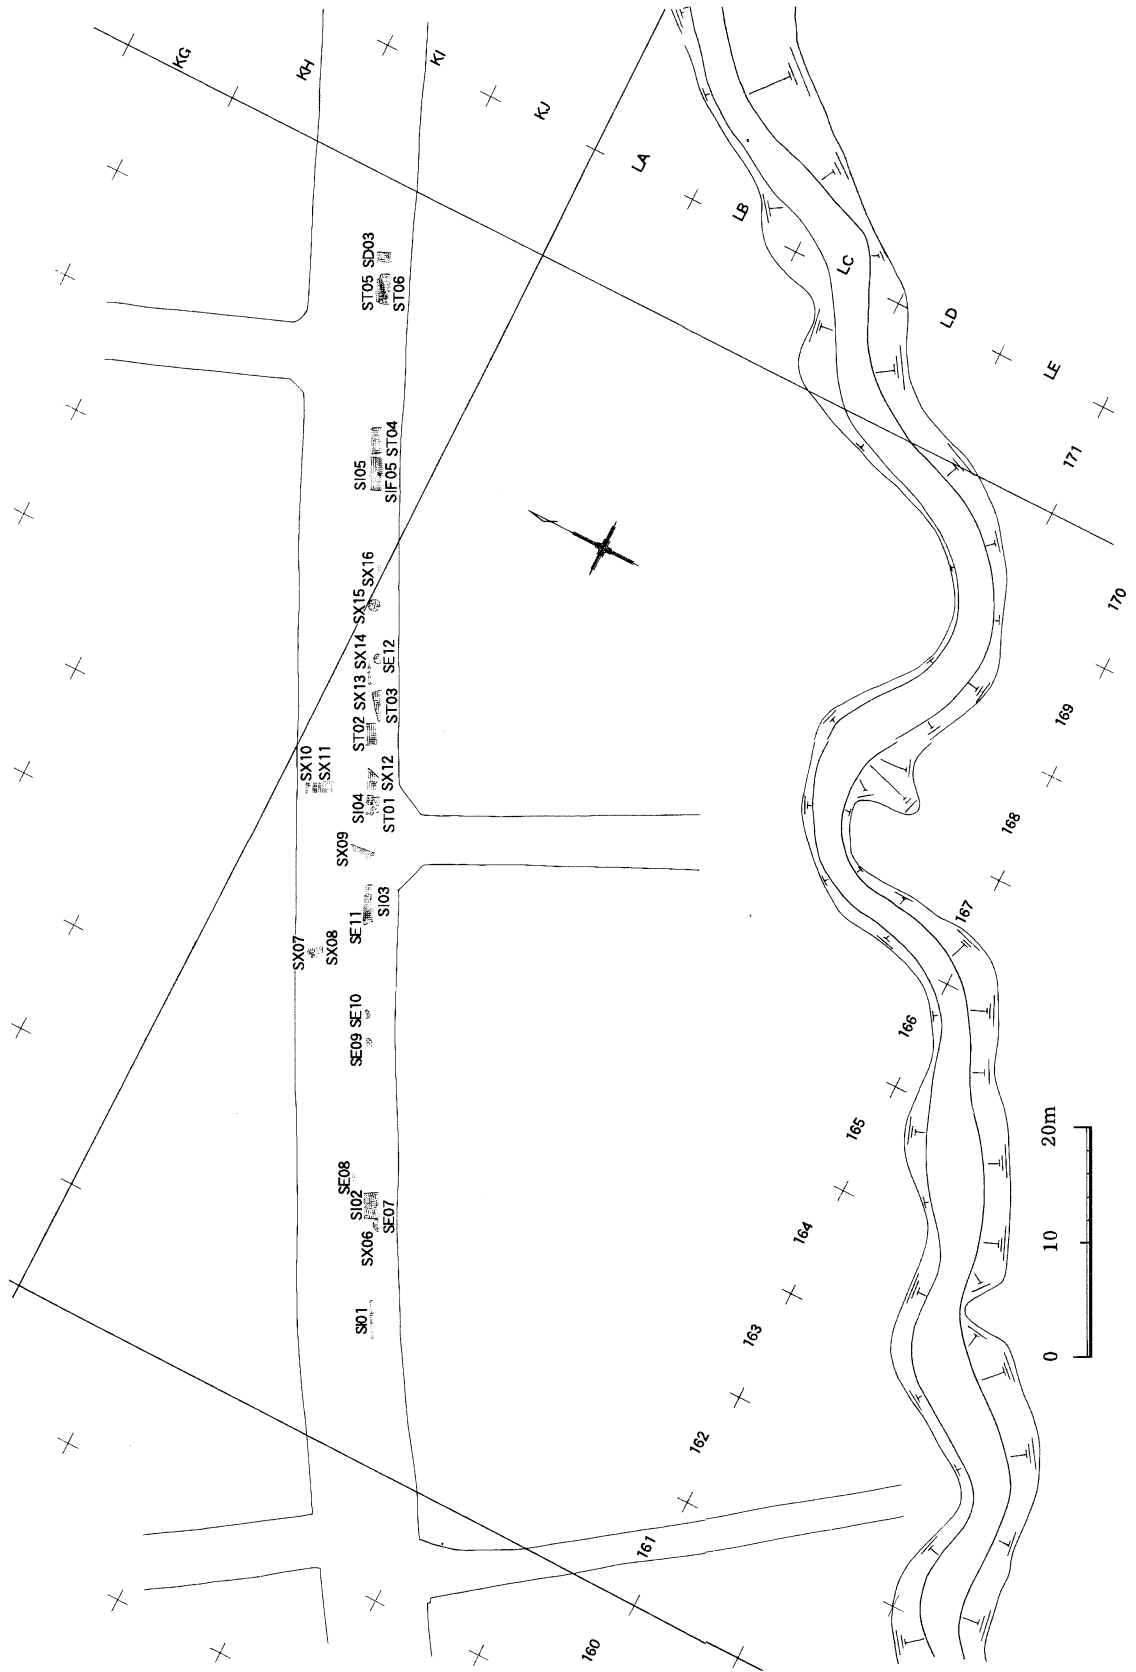 KG
KH
KI
KJ
LA
LB
LC
LD
LE
171
170
169
168
167
166
165
164
163
162
161
160
ST05 SD03
ST06
SI05
SIF05 ST04
SX16
SX15
SX14
SE12
SX13
ST03
ST02
SX10
SX11
SX12
SI04
ST01
SX09
SI03
SE11
SX07
SX08
SE09 SE10
SE08
SI02
SE07
SX06
SI01
0 10 20m